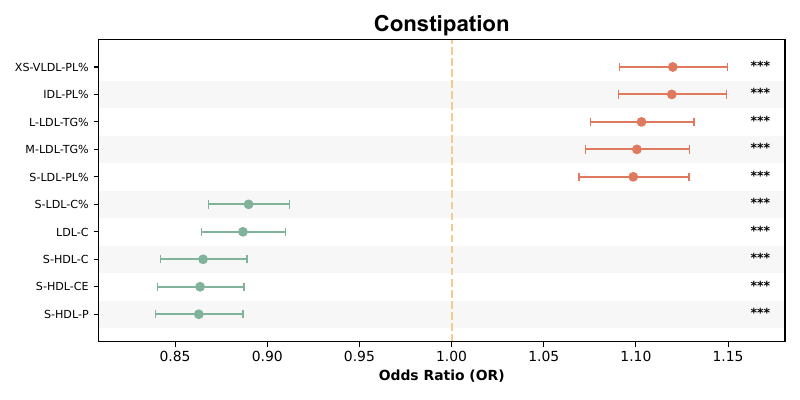 Constipation
XS-VLDL-PL% ***
IDL-PL% ***
L-LDL-TG% ***
M-LDL-TG% ***
S-LDL-PL% ***
S-LDL-C% ***
LDL-C ***
S-HDL-C ***
S-HDL-CE ***
S-HDL-P ***
0.85 0.90 0.95 1.00 1.05 1.10 1.15
Odds Ratio (OR)